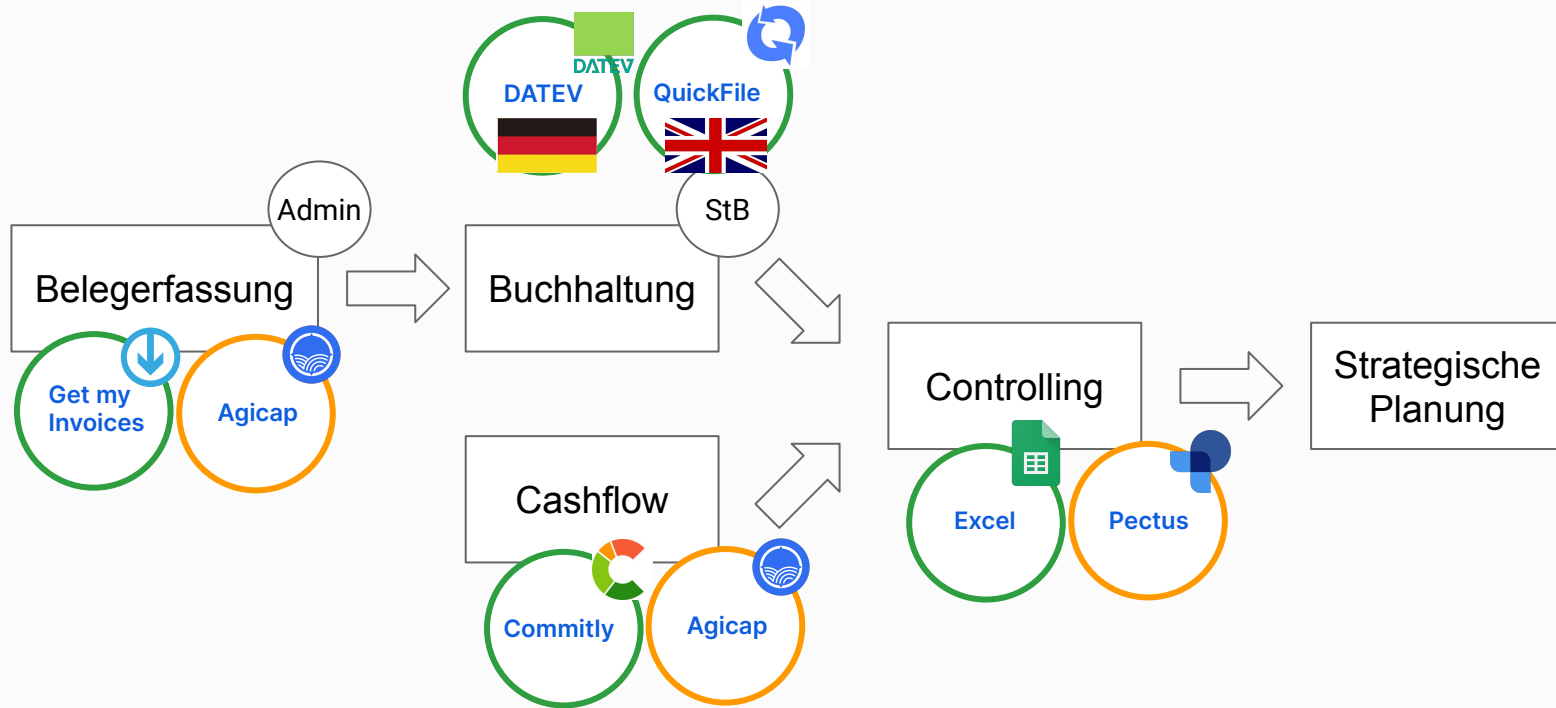 DATEV
DATEV
QuickFile
Admin
StB
Belegerfassung
Buchhaltung
Get my
Invoices
Agicap
Controlling
Strategische
Planung
Cashflow
Excel
Pectus
Commitly
Agicap